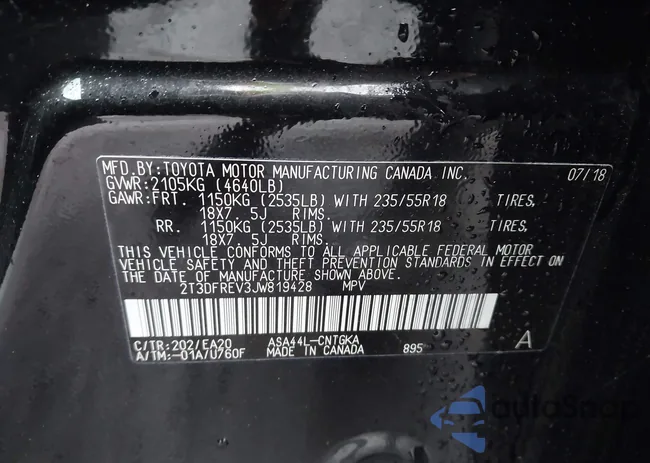 MFD.BY:TOYOTA MOTOR MANUFACTURING CANADA INC. 07/18
GVWR:2105KG (4640LB)
GAWR:FRT. 1150KG (2535LB) WITH 235/55R18 TIRES,
18X7.5J RIMS.
RR. 1150KG (2535LB) WITH 235/55R18 TIRES,
18X7.5J RIMS.
THIS VEHICLE CONFORMS TO ALL APPLICABLE FEDERAL MOTOR
VEHICLE SAFETY AND THEFT PREVENTION STANDARDS IN EFFECT ON
THE DATE OF MANUFACTURE SHOWN ABOVE.
2T3DFREV3JW819428 MPV
C/TR:202/EA20 ASA44L-CNTGKA
A/TM:-01A/U760F MADE IN CANADA 895 A
autoSnap